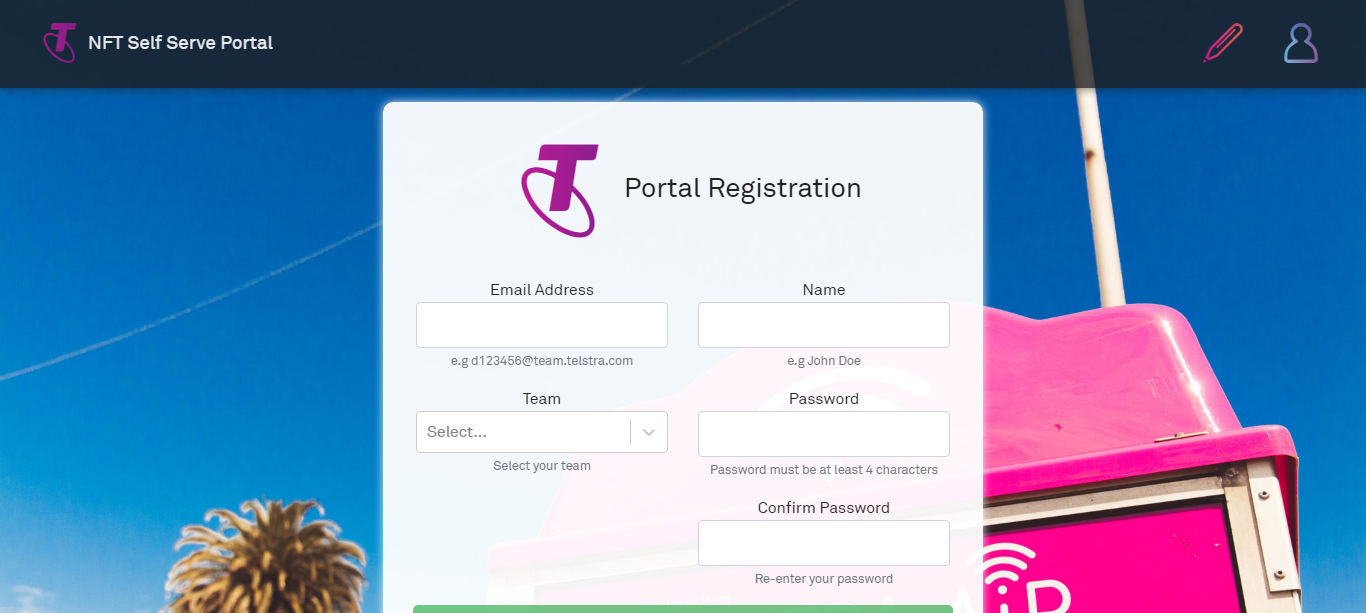 NFT Self Serve Portal
Portal Registration
Email Address
Name
e.g d123456@team.telstra.com
e.g John Doe
Team
Password
Select...
Select your team
Password must be at least 4 characters
Confirm Password
Re-enter your password